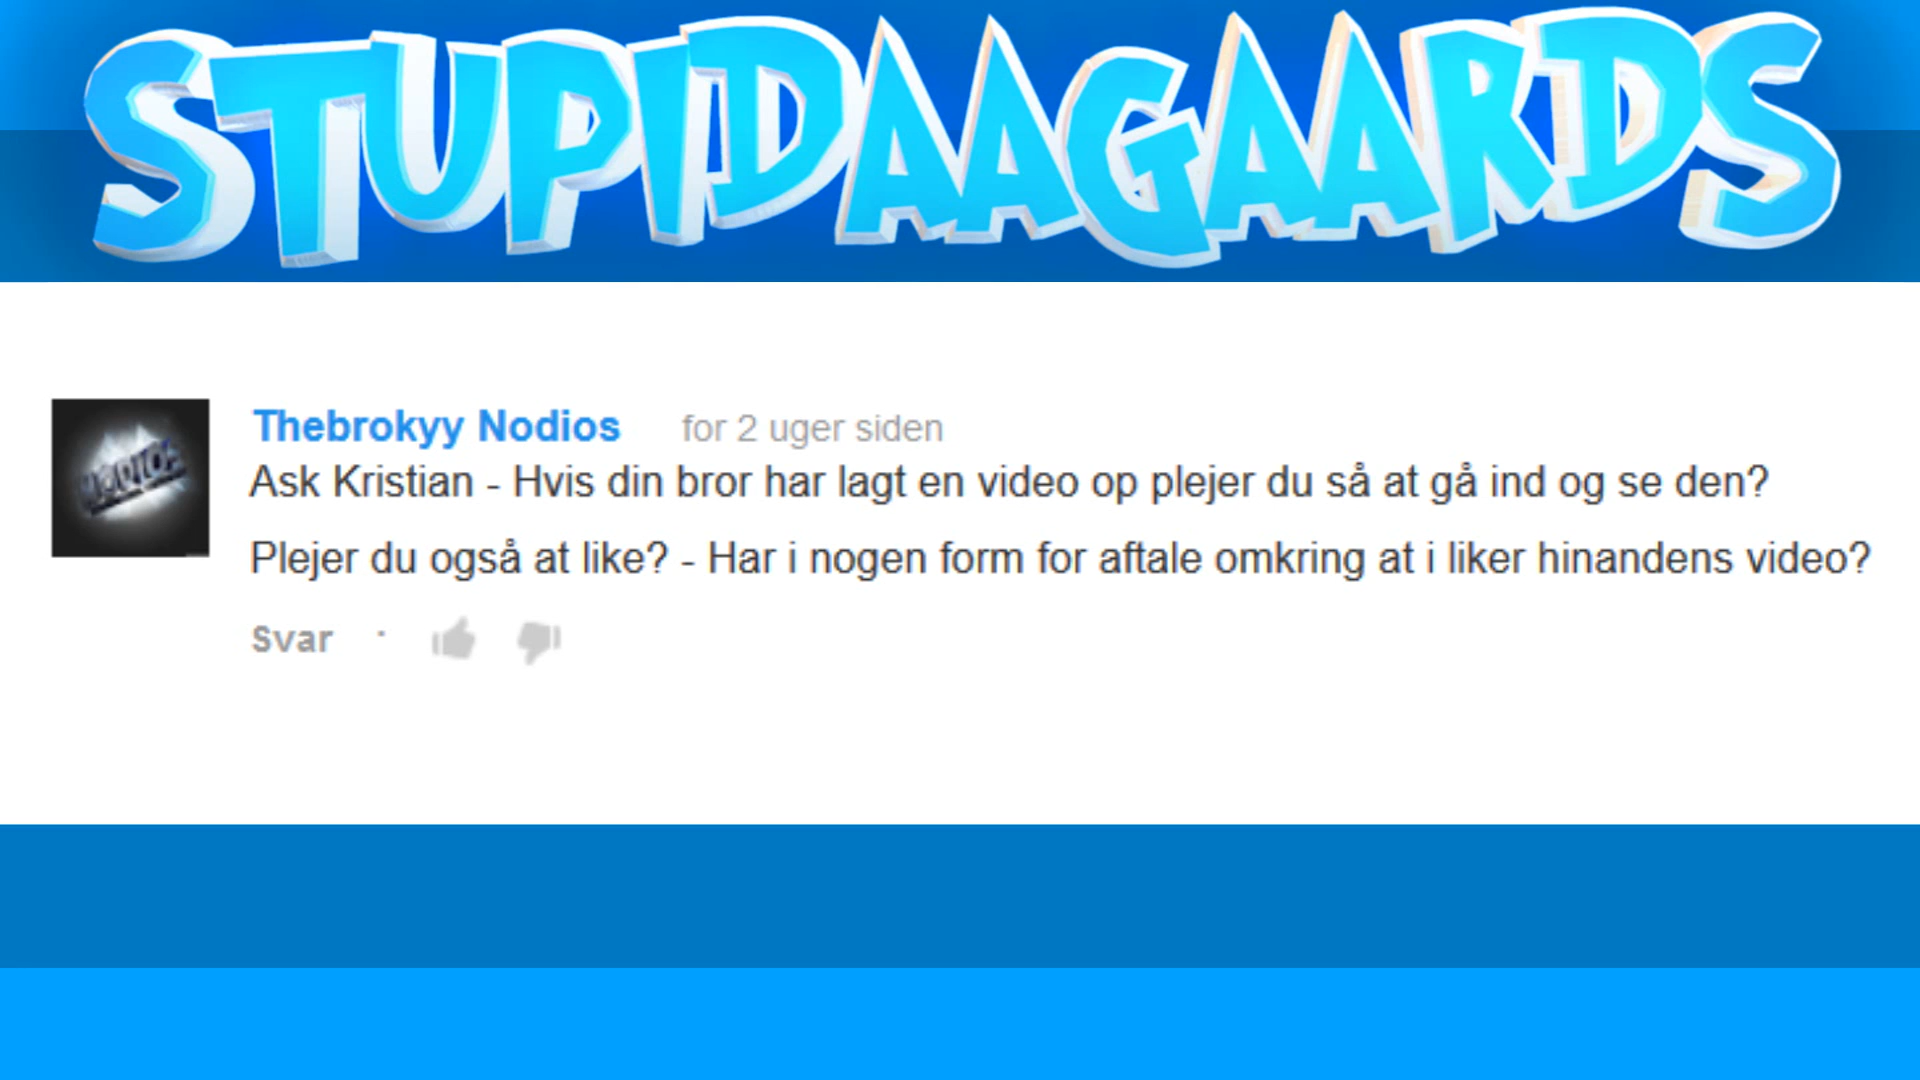 STUPIDAAGAARDS
Thebrokyy Nodios for 2 uger siden
Ask Kristian - Hvis din bror har lagt en video op plejer du så at gå ind og se den?
Plejer du også at like? - Har i nogen form for aftale omkring at i liker hinandens video?
Svar ·